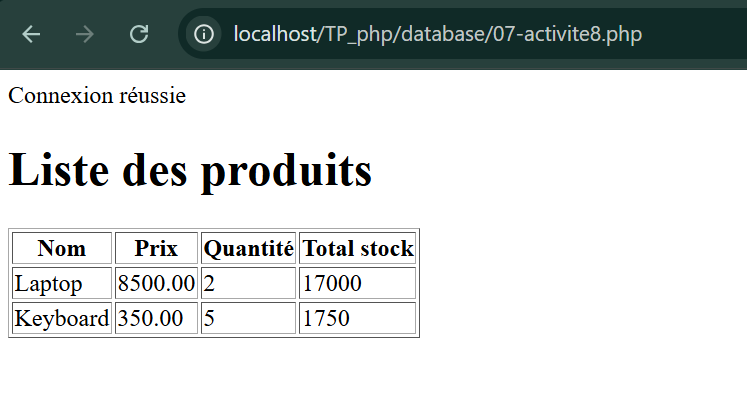 localhost/TP_php/database/07-activite8.php
Connexion réussie
Liste des produits
Nom Prix Quantité Total stock
Laptop 8500.00 2 17000
Keyboard 350.00 5 1750